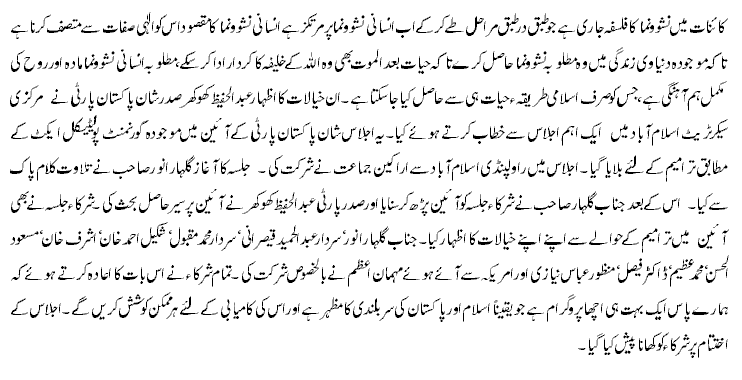 کائنات میں نشوونما کا فلسفہ جاری ہے جو طبق در طبق مراحل طے کر کے اب انسانی نشوونما پر مرتکز ہے انسانی نشوونما کا مقصود اس کو الٰہی صفات سے متصف کرنا ہے
تاکہ موجودہ دنیاوی زندگی میں وہ مطلوبہ نشوونما حاصل کرے تاکہ حیات بعد الموت بھی وہ اللہ کے خلیفہ کا کردار ادا کر سکے، مطلوبہ انسانی نشوونما مادہ اور روح کی
مکمل ہم آہنگی ہے، جس کو صرف اسلامی طریقہء حیات ہی سے حاصل کیا جا سکتا ہے۔ ان خیالات کا اظہار عبدالحفیظ کھوکھر صدر شان پاکستان پارٹی نے مرکزی
سیکرٹریٹ اسلام آباد میں ایک اہم اجلاس سے خطاب کرتے ہوئے کیا۔ یہ اجلاس شان پاکستان پارٹی کے آئین میں موجودہ گورنمنٹ پولیٹیکل ایکٹ کے
مطابق ترامیم کے لئے بلایا گیا۔ اجلاس میں راولپنڈی اسلام آباد سے اراکین جماعت نے شرکت کی۔ جلسہ کا آغاز گلہار انور صاحب نے تلاوت کلام پاک
سے کیا۔ اس کے بعد جناب گلہار صاحب نے شرکاء جلسہ کو آئین پڑھ کر سنایا اور صدر پارٹی عبدالحفیظ کھوکھر نے آئین پر سیر حاصل بحث کی۔ شرکاء جلسہ نے بھی
آئین میں ترامیم کے حوالے سے اپنے اپنے خیالات کا اظہار کیا۔ جناب گلہار انور' سردار عبدالحمید قیصرانی' سردار محمد مقبول' شکیل احمد خان' اشرف خان' مسعود
الحسن' محمد عظیم' ڈاکٹر فیصل' منظور عباس نیازی اور امریکہ سے آئے ہوئے مہمان اعظم نے بالخصوص شرکت کی۔ تمام شرکاء نے اس بات کا اعادہ کرتے ہوئے کہ
ہمارے پاس ایک بہت ہی اچھا پروگرام ہے جو یقیناً اسلام اور پاکستان کی سربلندی کا مظہر ہے اور اس کی کامیابی کے لئے ہر ممکن کوشش کریں گے۔ اجلاس کے
اختتام پر شرکاء کو کھانا پیش کیا گیا۔